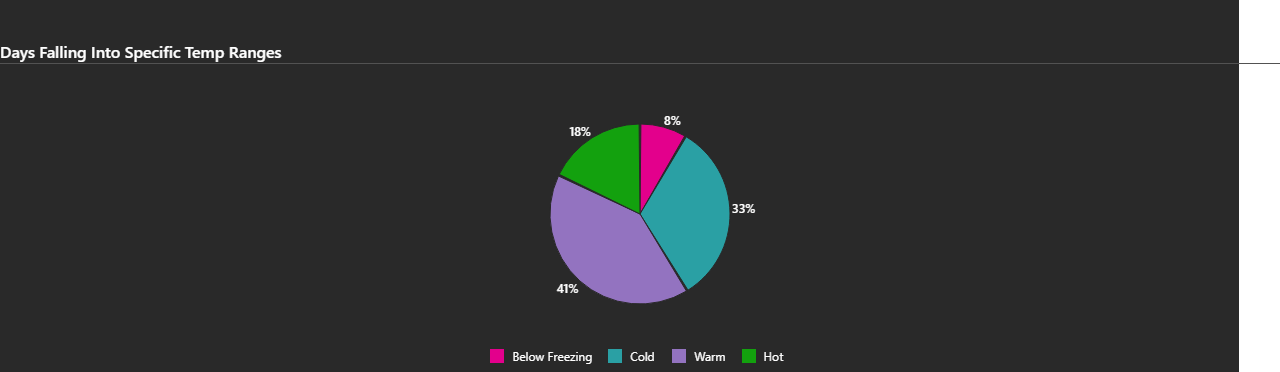 Days Falling Into Specific Temp Ranges
18%
8%
33%
41%
Below Freezing Cold Warm Hot